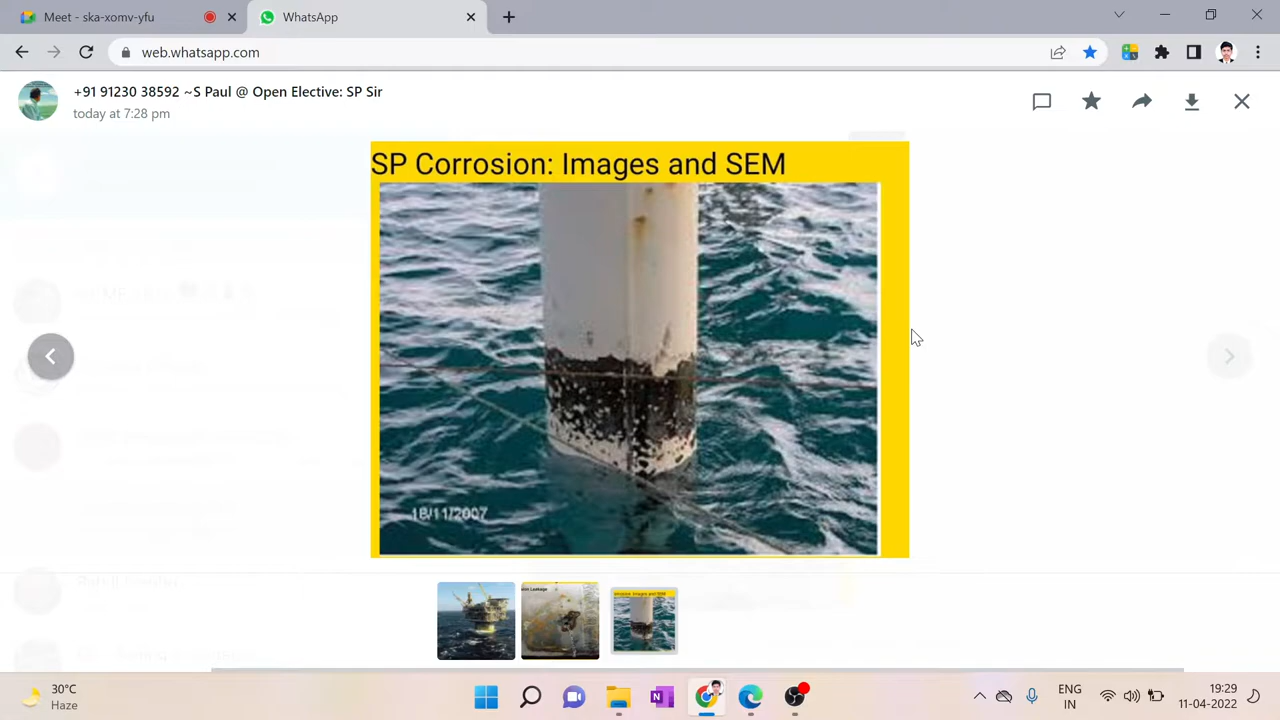 Meet - ska-xomv-yfu
WhatsApp
web.whatsapp.com
+91 91230 38592 ~S Paul @ Open Elective: SP Sir
today at 7:28 pm
SP Corrosion: Images and SEM
18/11/2007
30°C
Haze
ENG
IN
19:29
11-04-2022